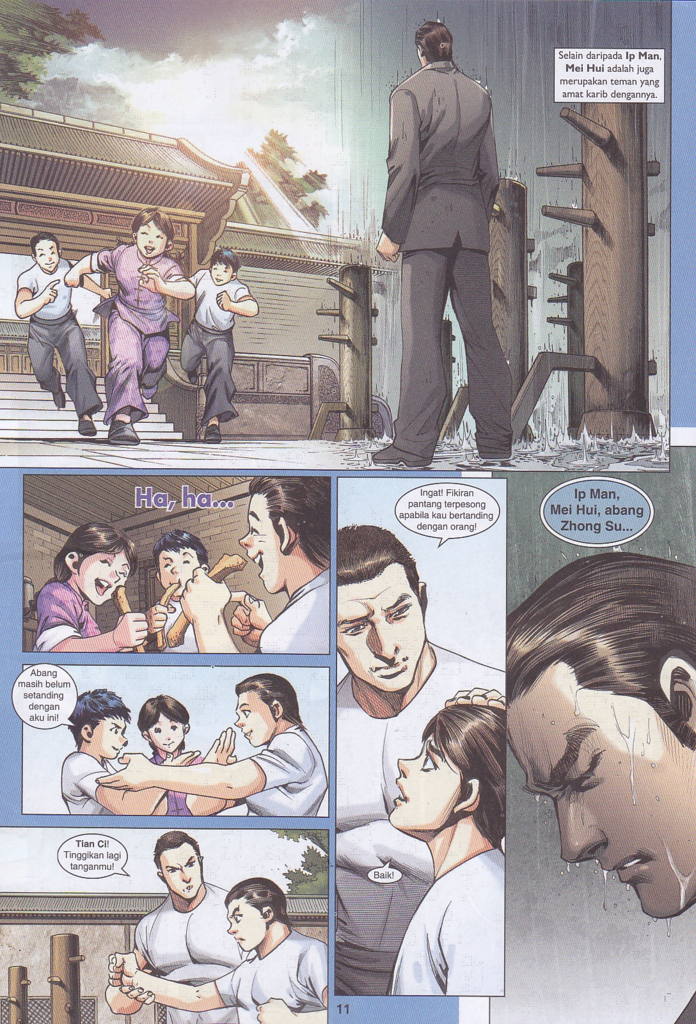 Selain daripada Ip Man,
Mei Hui adalah juga
merupakan teman yang
amat karib dengannya.
Ha, ha...
Abang
masih belum
setanding
dengan
aku ini!
Tian Ci!
Tinggikan lagi
tanganmu!
Ingat! Fikiran
pantang terpesong
apabila kau bertanding
dengan orang!
Baik!
Ip Man,
Mei Hui, abang
Zhong Su...
11